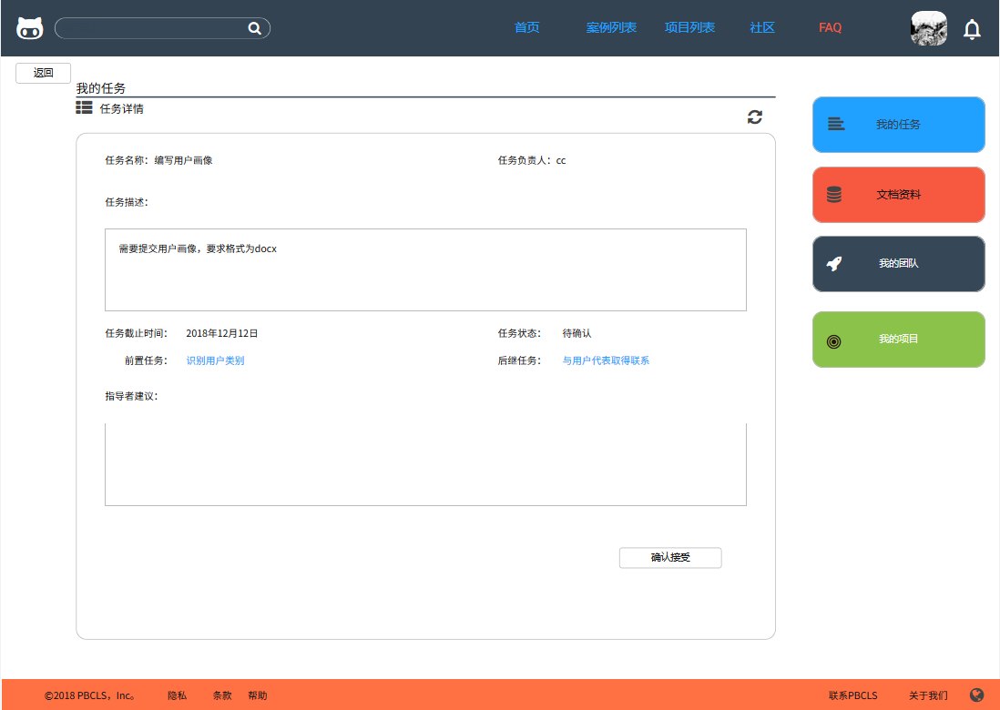 首页 案例列表 项目列表 社区 FAQ
返回
我的任务
任务详情
任务名称：编写用户画像 任务负责人：cc
任务描述：
需要提交用户画像，要求格式为docx
任务截止时间： 2018年12月12日 任务状态： 待确认
前置任务： 识别用户类别 后继任务： 与用户代表取得联系
指导者建议：
确认接受
我的任务
文档资料
我的团队
我的项目
©2018 PBCLS，Inc。 隐私 条款 帮助 联系PBCLS 关于我们